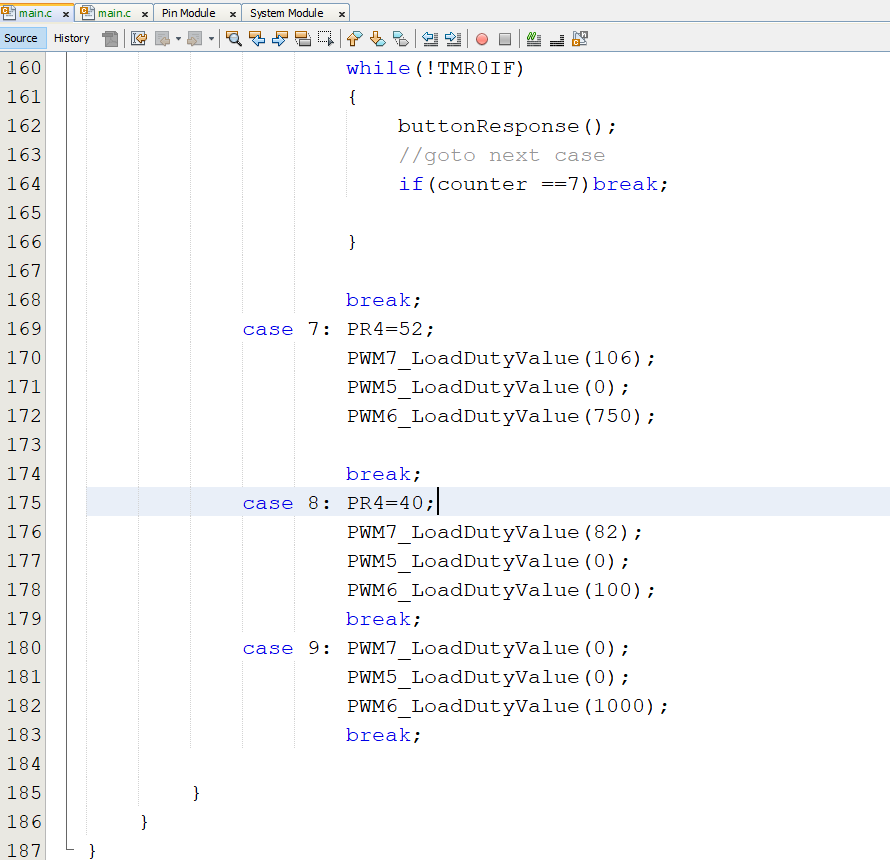 main.c x main.c x Pin Module x System Module x
Source History
160 while(!TMR0IF)
161 {
162 buttonResponse();
163 //goto next case
164 if(counter ==7)break;
165
166 }
167
168 break;
169 case 7: PR4=52;
170 PWM7_LoadDutyValue(106);
171 PWM5_LoadDutyValue(0);
172 PWM6_LoadDutyValue(750);
173
174 break;
175 case 8: PR4=40;
176 PWM7_LoadDutyValue(82);
177 PWM5_LoadDutyValue(0);
178 PWM6_LoadDutyValue(100);
179 break;
180 case 9: PWM7_LoadDutyValue(0);
181 PWM5_LoadDutyValue(0);
182 PWM6_LoadDutyValue(1000);
183 break;
184
185 }
186 }
187 }